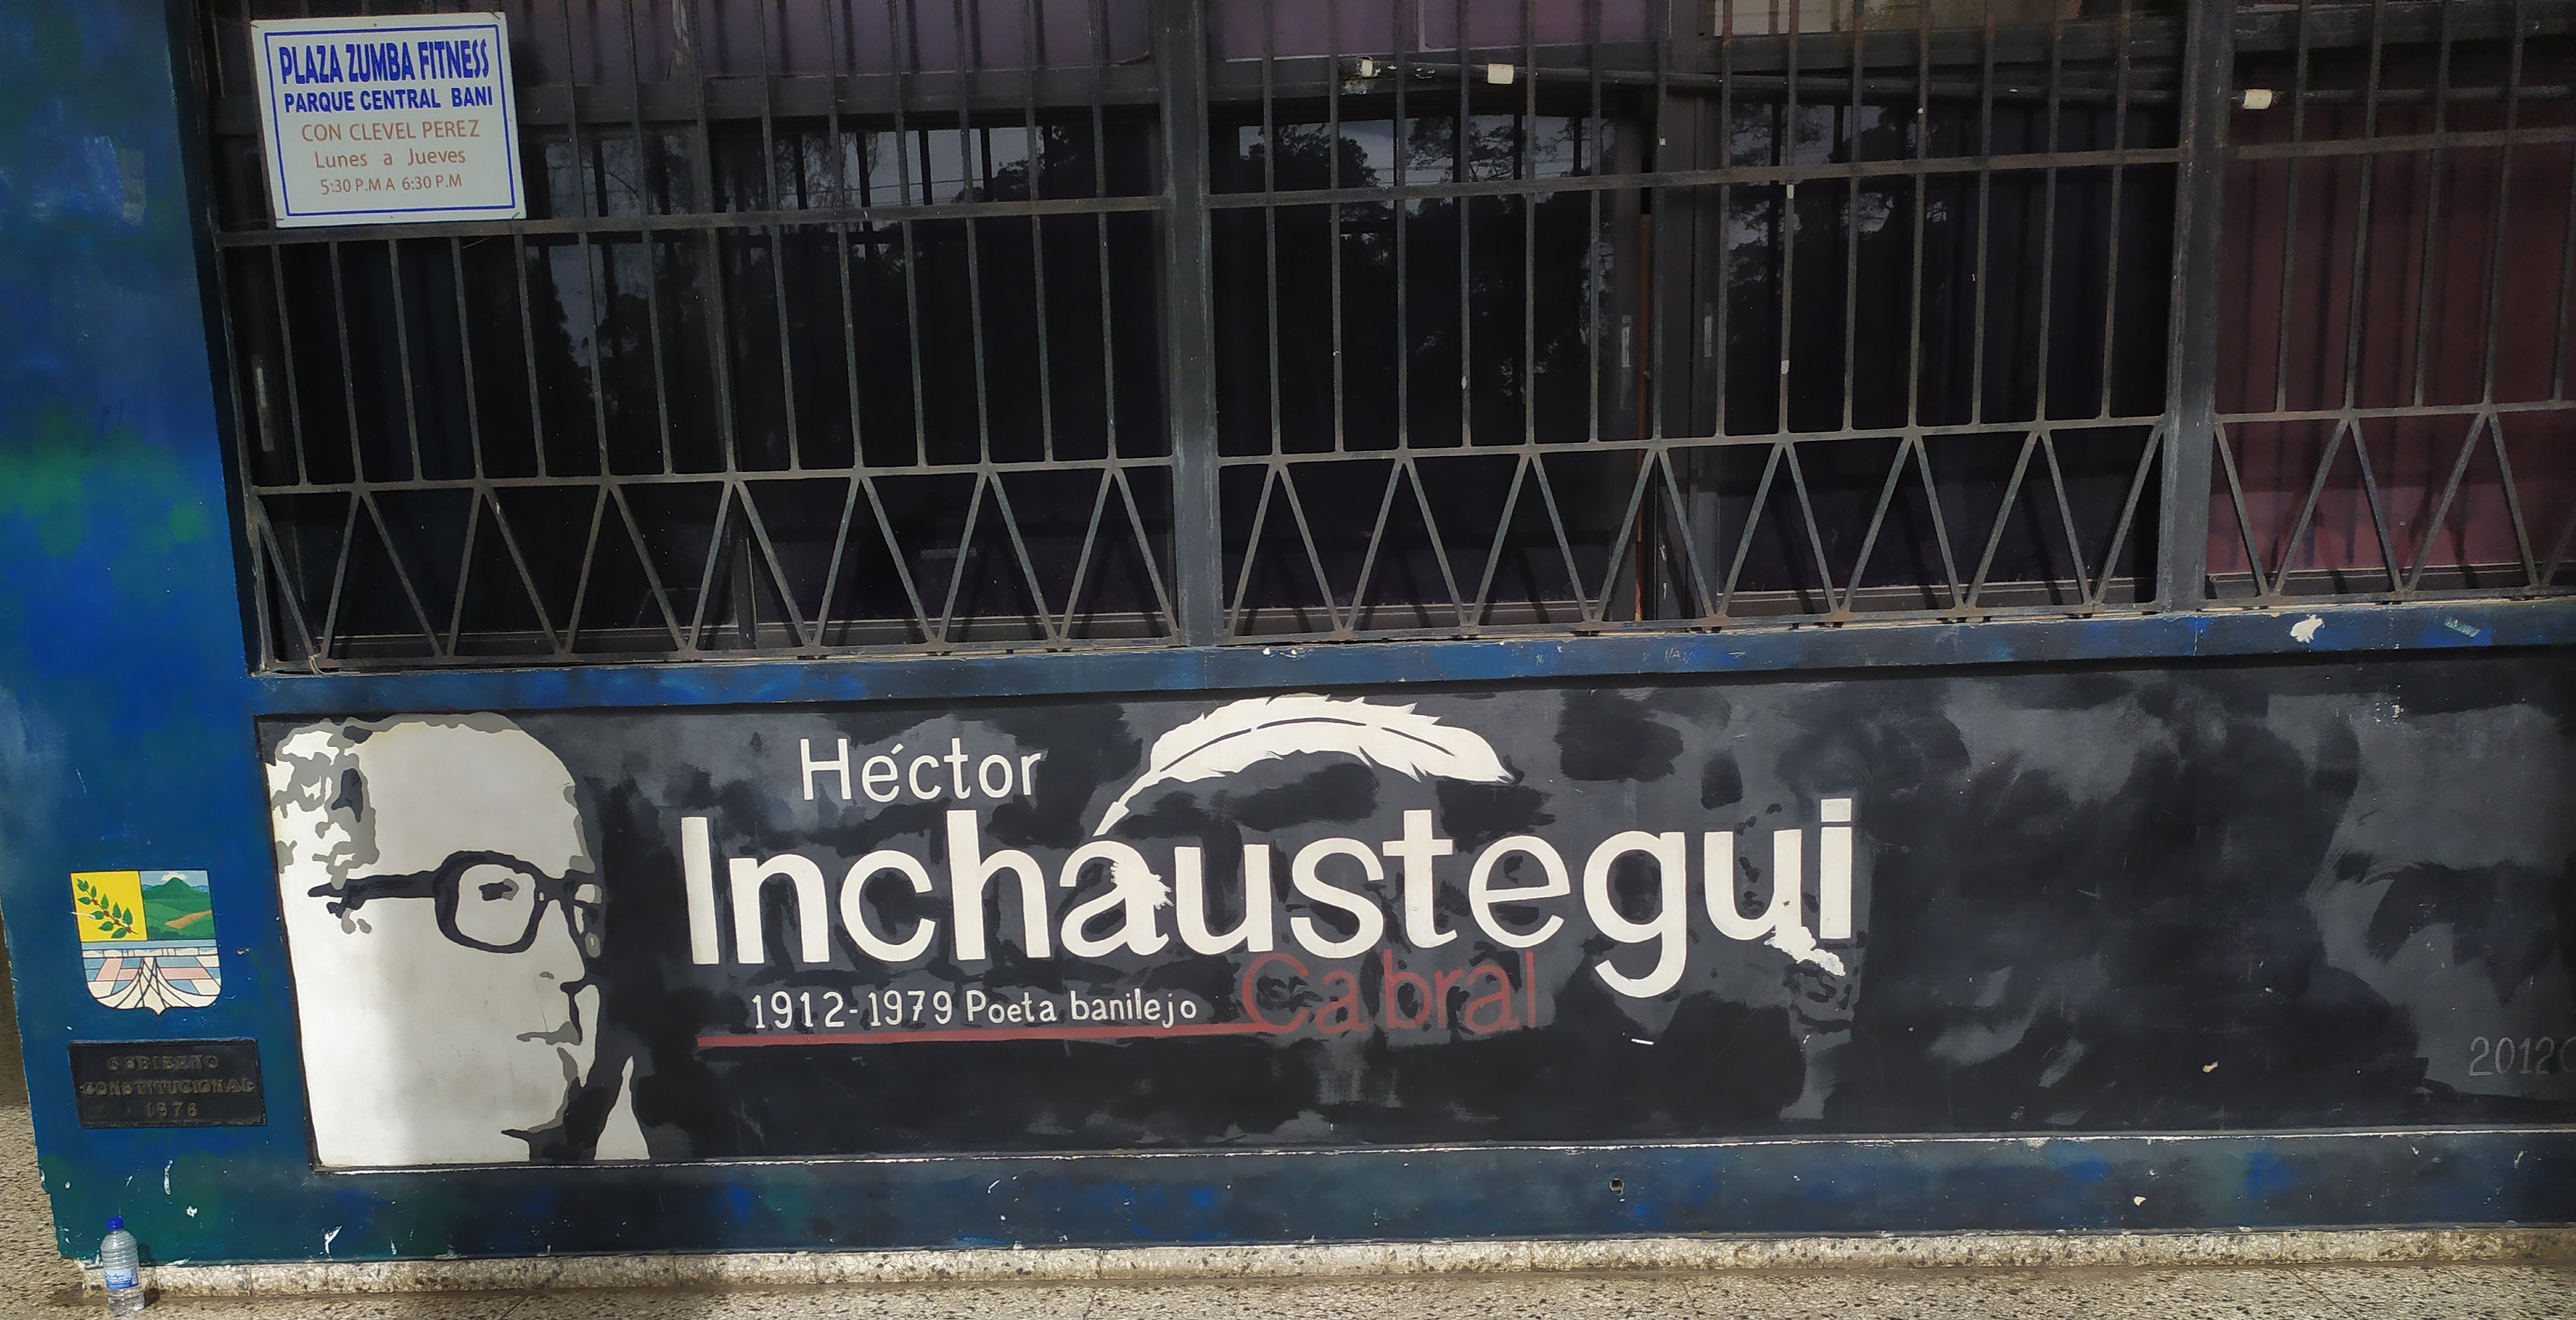 PLAZA ZUMBA FITNESS
PARQUE CENTRAL BANI
CON CLEVEL PEREZ
Lunes a Jueves
5:30 P.M A 6:30 P.M
Héctor
Inchaustegui
Cabral
1912-1979 Poeta banilejo
GOBIERNO
CONSTITUCIONAL
1976
2012